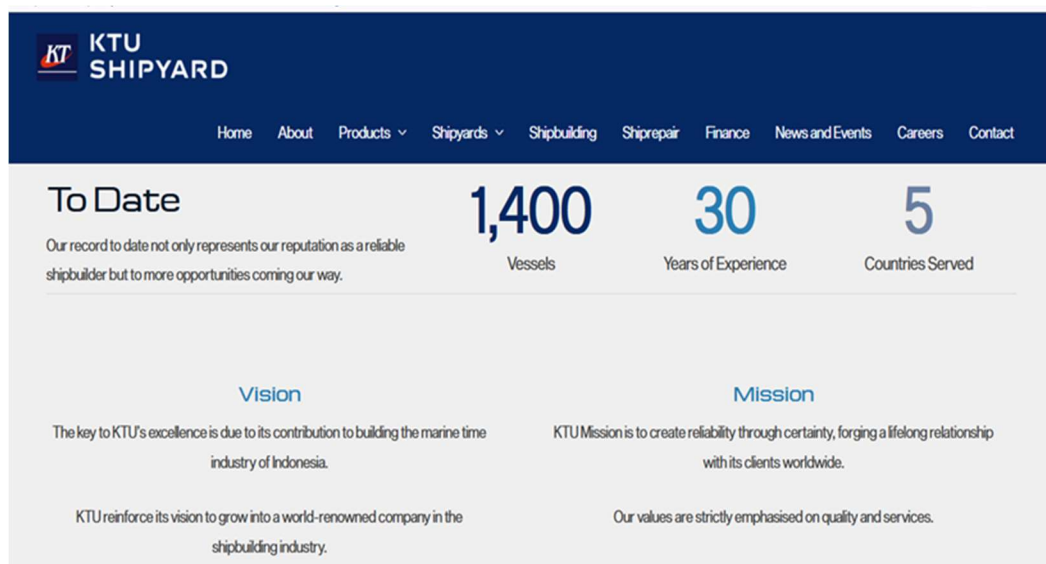 KT KTU
SHIPYARD
Home About Products Shipyards Shipbuilding Shiprepair Finance News and Events Careers Contact
To Date
Our record to date not only represents our reputation as a reliable
shipbuilder but to more opportunities coming our way.
1,400
Vessels
30
Years of Experience
5
Countries Served
Vision
The key to KTU's excellence is due to its contribution to building the marine time
industry of Indonesia.
KTU reinforce its vision to grow into a world-renowned company in the
shipbuilding industry.
Mission
KTU Mission is to create reliability through certainty, forging a lifelong relationship
with its clients worldwide.
Our values are strictly emphasised on quality and services.